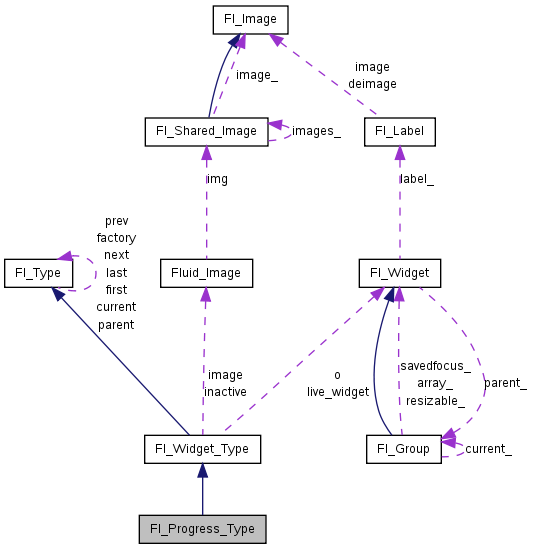 Fl_Image
image_
image
deimage
Fl_Shared_Image
images_
Fl_Label
img
label_
prev
factory
next
last
first
current
parent
Fl_Type
Fluid_Image
Fl_Widget
image
inactive
o
live_widget
savedfocus_
array_
resizable_
parent_
Fl_Widget_Type
Fl_Group
current_
Fl_Progress_Type